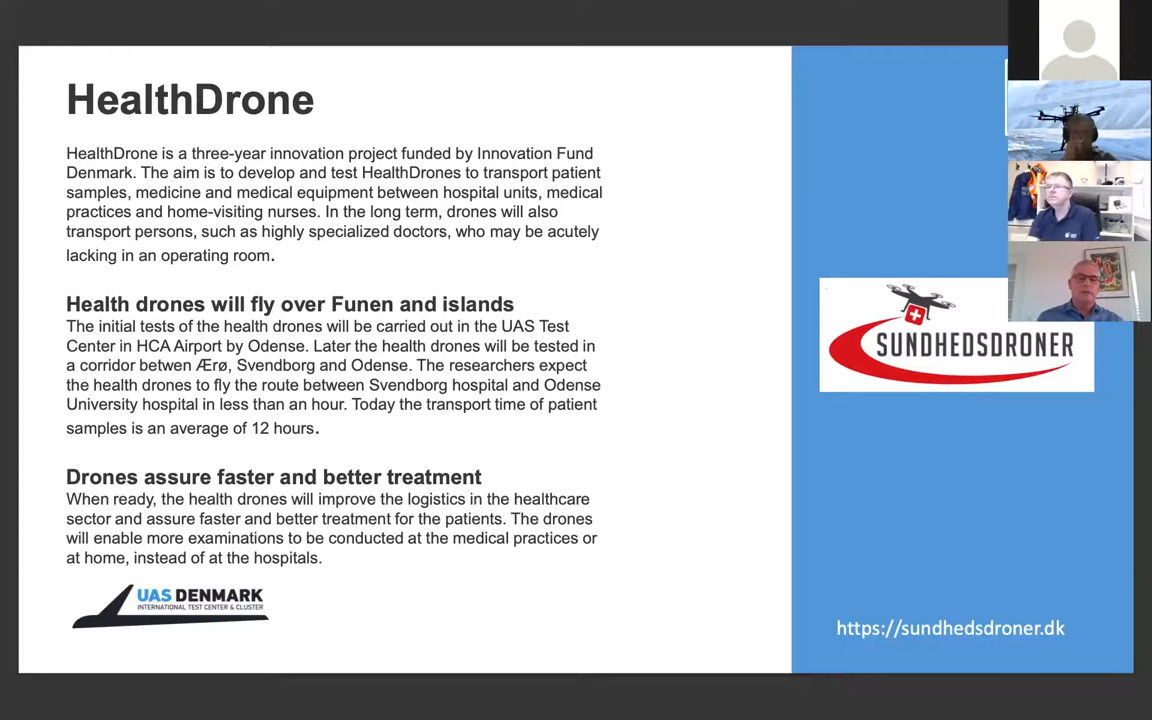 HealthDrone
HealthDrone is a three-year innovation project funded by Innovation Fund
Denmark. The aim is to develop and test HealthDrones to transport patient
samples, medicine and medical equipment between hospital units, medical
practices and home-visiting nurses. In the long term, drones will also
transport persons, such as highly specialized doctors, who may be acutely
lacking in an operating room.
Health drones will fly over Funen and islands
The initial tests of the health drones will be carried out in the UAS Test
Center in HCA Airport by Odense. Later the health drones will be tested in
a corridor betwen Ærø, Svendborg and Odense. The researchers expect
the health drones to fly the route between Svendborg hospital and Odense
University hospital in less than an hour. Today the transport time of patient
samples is an average of 12 hours.
Drones assure faster and better treatment
When ready, the health drones will improve the logistics in the healthcare
sector and assure faster and better treatment for the patients. The drones
will enable more examinations to be conducted at the medical practices or
at home, instead of at the hospitals.
UAS DENMARK
INTERNATIONAL TEST CENTER & CLUSTER
SUNDHEDSDRONER
https://sundhedsdroner.dk